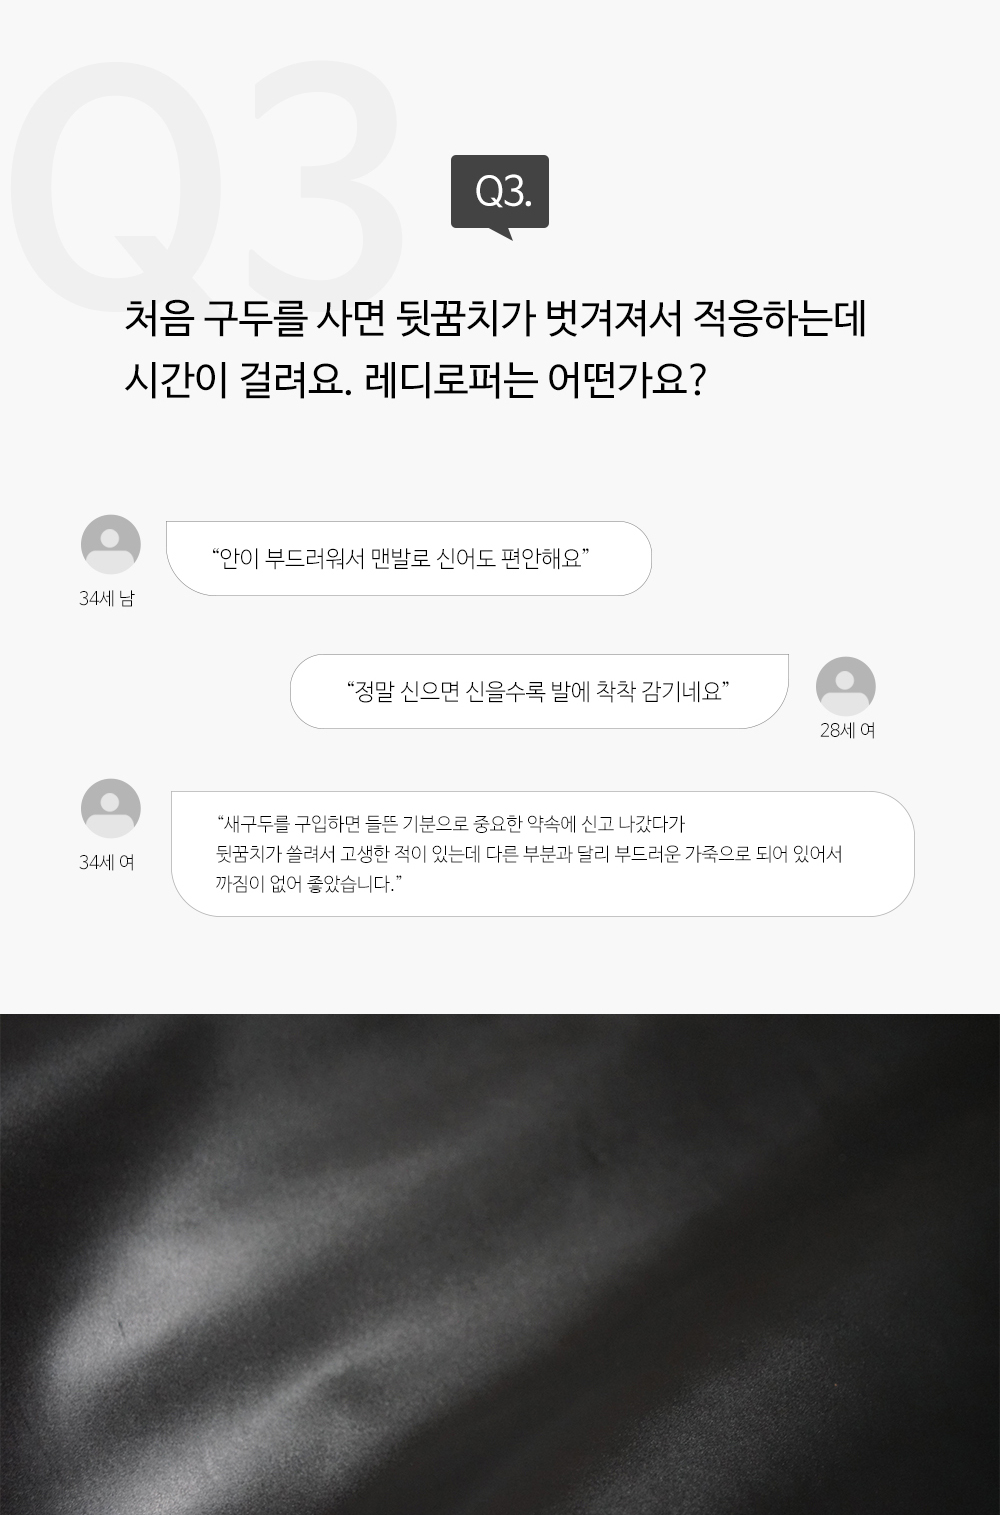 Q3
Q3.
처음 구두를 사면 뒷꿈치가 벗겨져서 적응하는데
시간이 걸려요. 레디로퍼는 어떤가요?
“안이 부드러워서 맨발로 신어도 편안해요”
34세 남
“정말 신으면 신을수록 발에 착착 감기네요”
28세 여
“새구두를 구입하면 들뜬 기분으로 중요한 약속에 신고 나갔다가
뒷꿈치가 쓸려서 고생한 적이 있는데 다른 부분과 달리 부드러운 가죽으로 되어 있어서
까짐이 없어 좋았습니다.”
34세 여